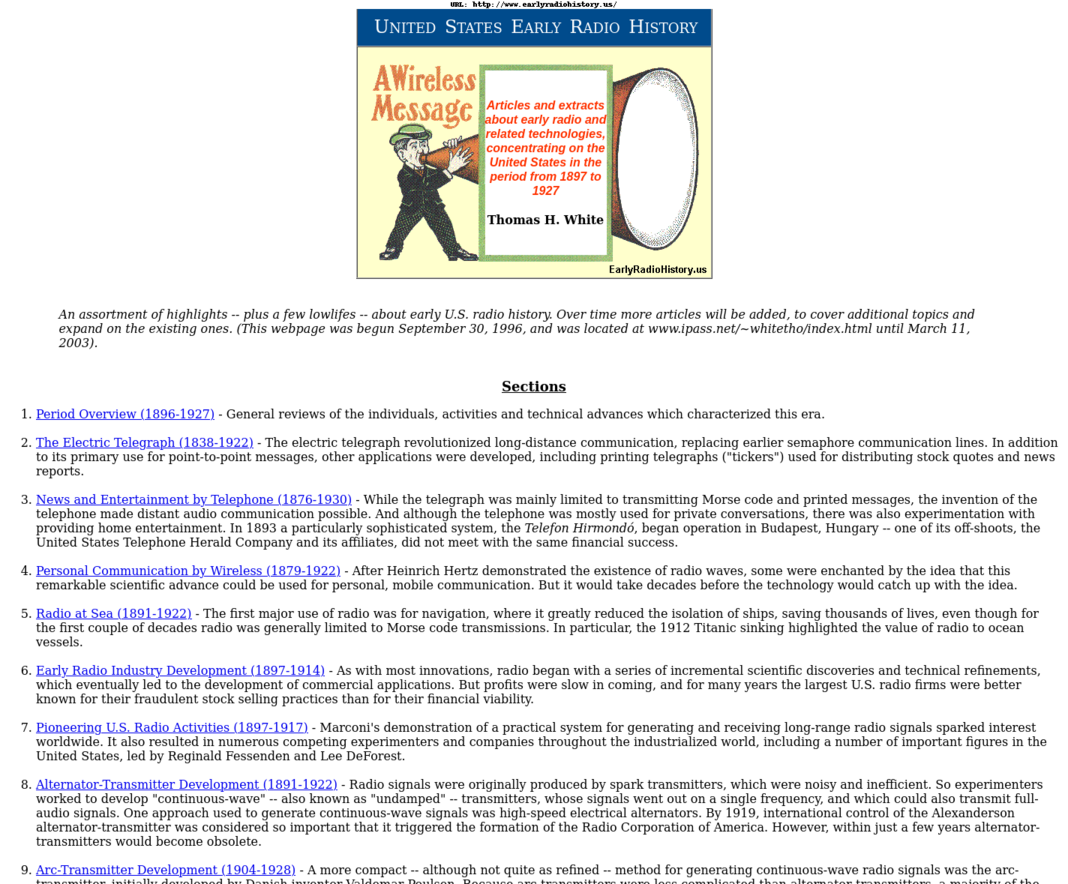 URL: http://www.earlyradiohistory.us/
United States Early Radio History
A Wireless
Message
Articles and extracts
about early radio and
related technologies,
concentrating on the
United States in the
period from 1897 to
1927
Thomas H. White
EarlyRadioHistory.us
An assortment of highlights -- plus a few lowlifes -- about early U.S. radio history. Over time more articles will be added, to cover additional topics and
expand on the existing ones. (This webpage was begun September 30, 1996, and was located at www.ipass.net/~whitetho/index.html until March 11,
2003).
Sections
1. Period Overview (1896-1927) - General reviews of the individuals, activities and technical advances which characterized this era.
2. The Electric Telegraph (1838-1922) - The electric telegraph revolutionized long-distance communication, replacing earlier semaphore communication lines. In addition
to its primary use for point-to-point messages, other applications were developed, including printing telegraphs ("tickers") used for distributing stock quotes and news
reports.
3. News and Entertainment by Telephone (1876-1930) - While the telegraph was mainly limited to transmitting Morse code and printed messages, the invention of the
telephone made distant audio communication possible. And although the telephone was mostly used for private conversations, there was also experimentation with
providing home entertainment. In 1893 a particularly sophisticated system, the Telefon Hirmondó, began operation in Budapest, Hungary -- one of its off-shoots, the
United States Telephone Herald Company and its affiliates, did not meet with the same financial success.
4. Personal Communication by Wireless (1879-1922) - After Heinrich Hertz demonstrated the existence of radio waves, some were enchanted by the idea that this
remarkable scientific advance could be used for personal, mobile communication. But it would take decades before the technology would catch up with the idea.
5. Radio at Sea (1891-1922) - The first major use of radio was for navigation, where it greatly reduced the isolation of ships, saving thousands of lives, even though for
the first couple of decades radio was generally limited to Morse code transmissions. In particular, the 1912 Titanic sinking highlighted the value of radio to ocean
vessels.
6. Early Radio Industry Development (1897-1914) - As with most innovations, radio began with a series of incremental scientific discoveries and technical refinements,
which eventually led to the development of commercial applications. But profits were slow in coming, and for many years the largest U.S. radio firms were better
known for their fraudulent stock selling practices than for their financial viability.
7. Pioneering U.S. Radio Activities (1897-1917) - Marconi's demonstration of a practical system for generating and receiving long-range radio signals sparked interest
worldwide. It also resulted in numerous competing experimenters and companies throughout the industrialized world, including a number of important figures in the
United States, led by Reginald Fessenden and Lee DeForest.
8. Alternator-Transmitter Development (1891-1922) - Radio signals were originally produced by spark transmitters, which were noisy and inefficient. So experimenters
worked to develop "continuous-wave" -- also known as "undamped" -- transmitters, whose signals went out on a single frequency, and which could also transmit full-
audio signals. One approach used to generate continuous-wave signals was high-speed electrical alternators. By 1919, international control of the Alexanderson
alternator-transmitter was considered so important that it triggered the formation of the Radio Corporation of America. However, within just a few years alternator-
transmitters would become obsolete.
9. Arc-Transmitter Development (1904-1928) - A more compact -- although not quite as refined -- method for generating continuous-wave radio signals was the arc-
transmitter, initially developed by Danish inventor Valdemar Poulsen. Because arc-transmitters were less complicated than alternator-transmitters, a majority of the